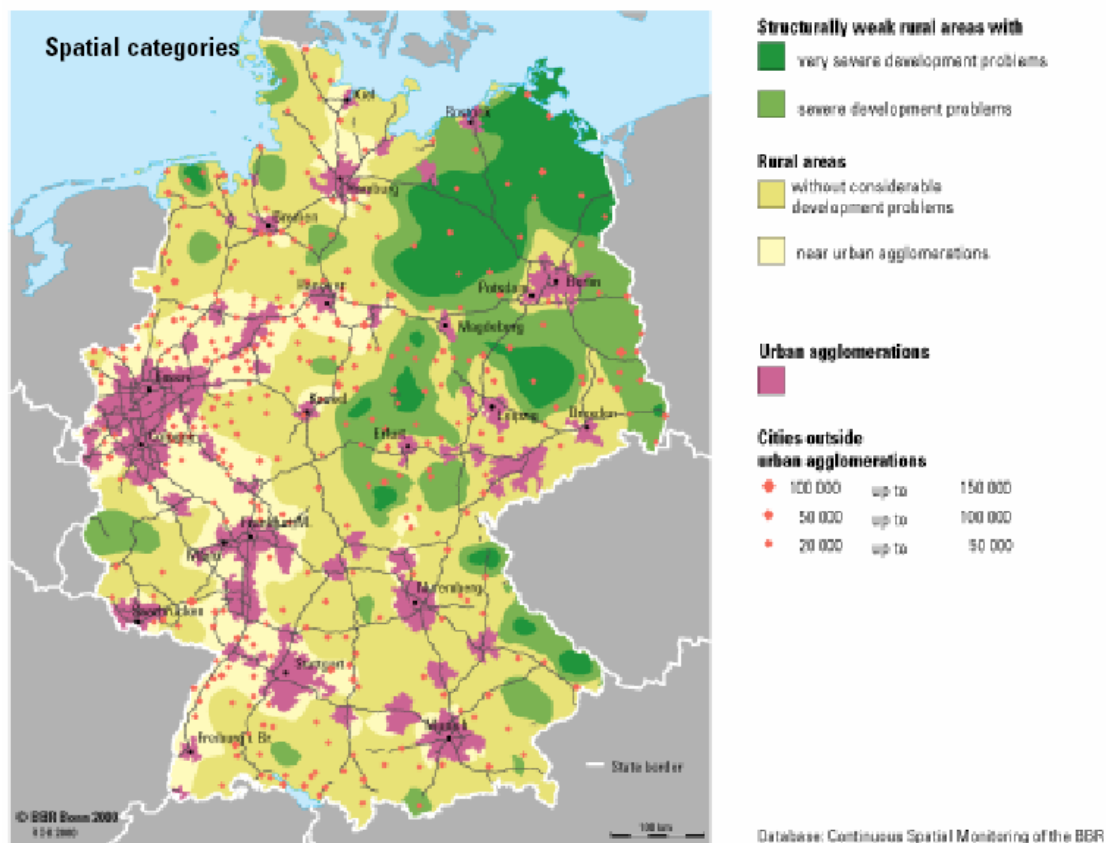 Spatial categories
Kiel
Rostock
Hamburg
Bremen
Hanover
Potsdam
Berlin
Magdeburg
Essen
Kassel
Leipzig
Dresden
Cologne
Erfurt
Frankfurt/M.
Mainz
Nuremberg
Saarbrücken
Stuttgart
Munich
Freiburg i. Br.
State border
© BBR Bonn 2000
100 km
Structurally weak rural areas with
very severe development problems
severe development problems
Rural areas
without considerable
development problems
near urban agglomerations
Urban agglomerations
Cities outside
urban agglomerations
100 000 up to 150 000
50 000 up to 100 000
20 000 up to 50 000
Database: Continuous Spatial Monitoring of the BBR